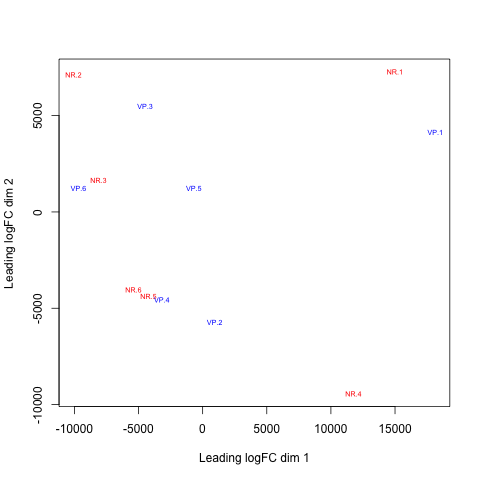 NR.1
NR.2
VP.3
VP.1
NR.3
VP.6
VP.5
NR.6
NR.5
VP.4
VP.2
NR.4
5000
0
-5000
-10000
Leading logFC dim 2
-10000 -5000 0 5000 10000 15000
Leading logFC dim 1